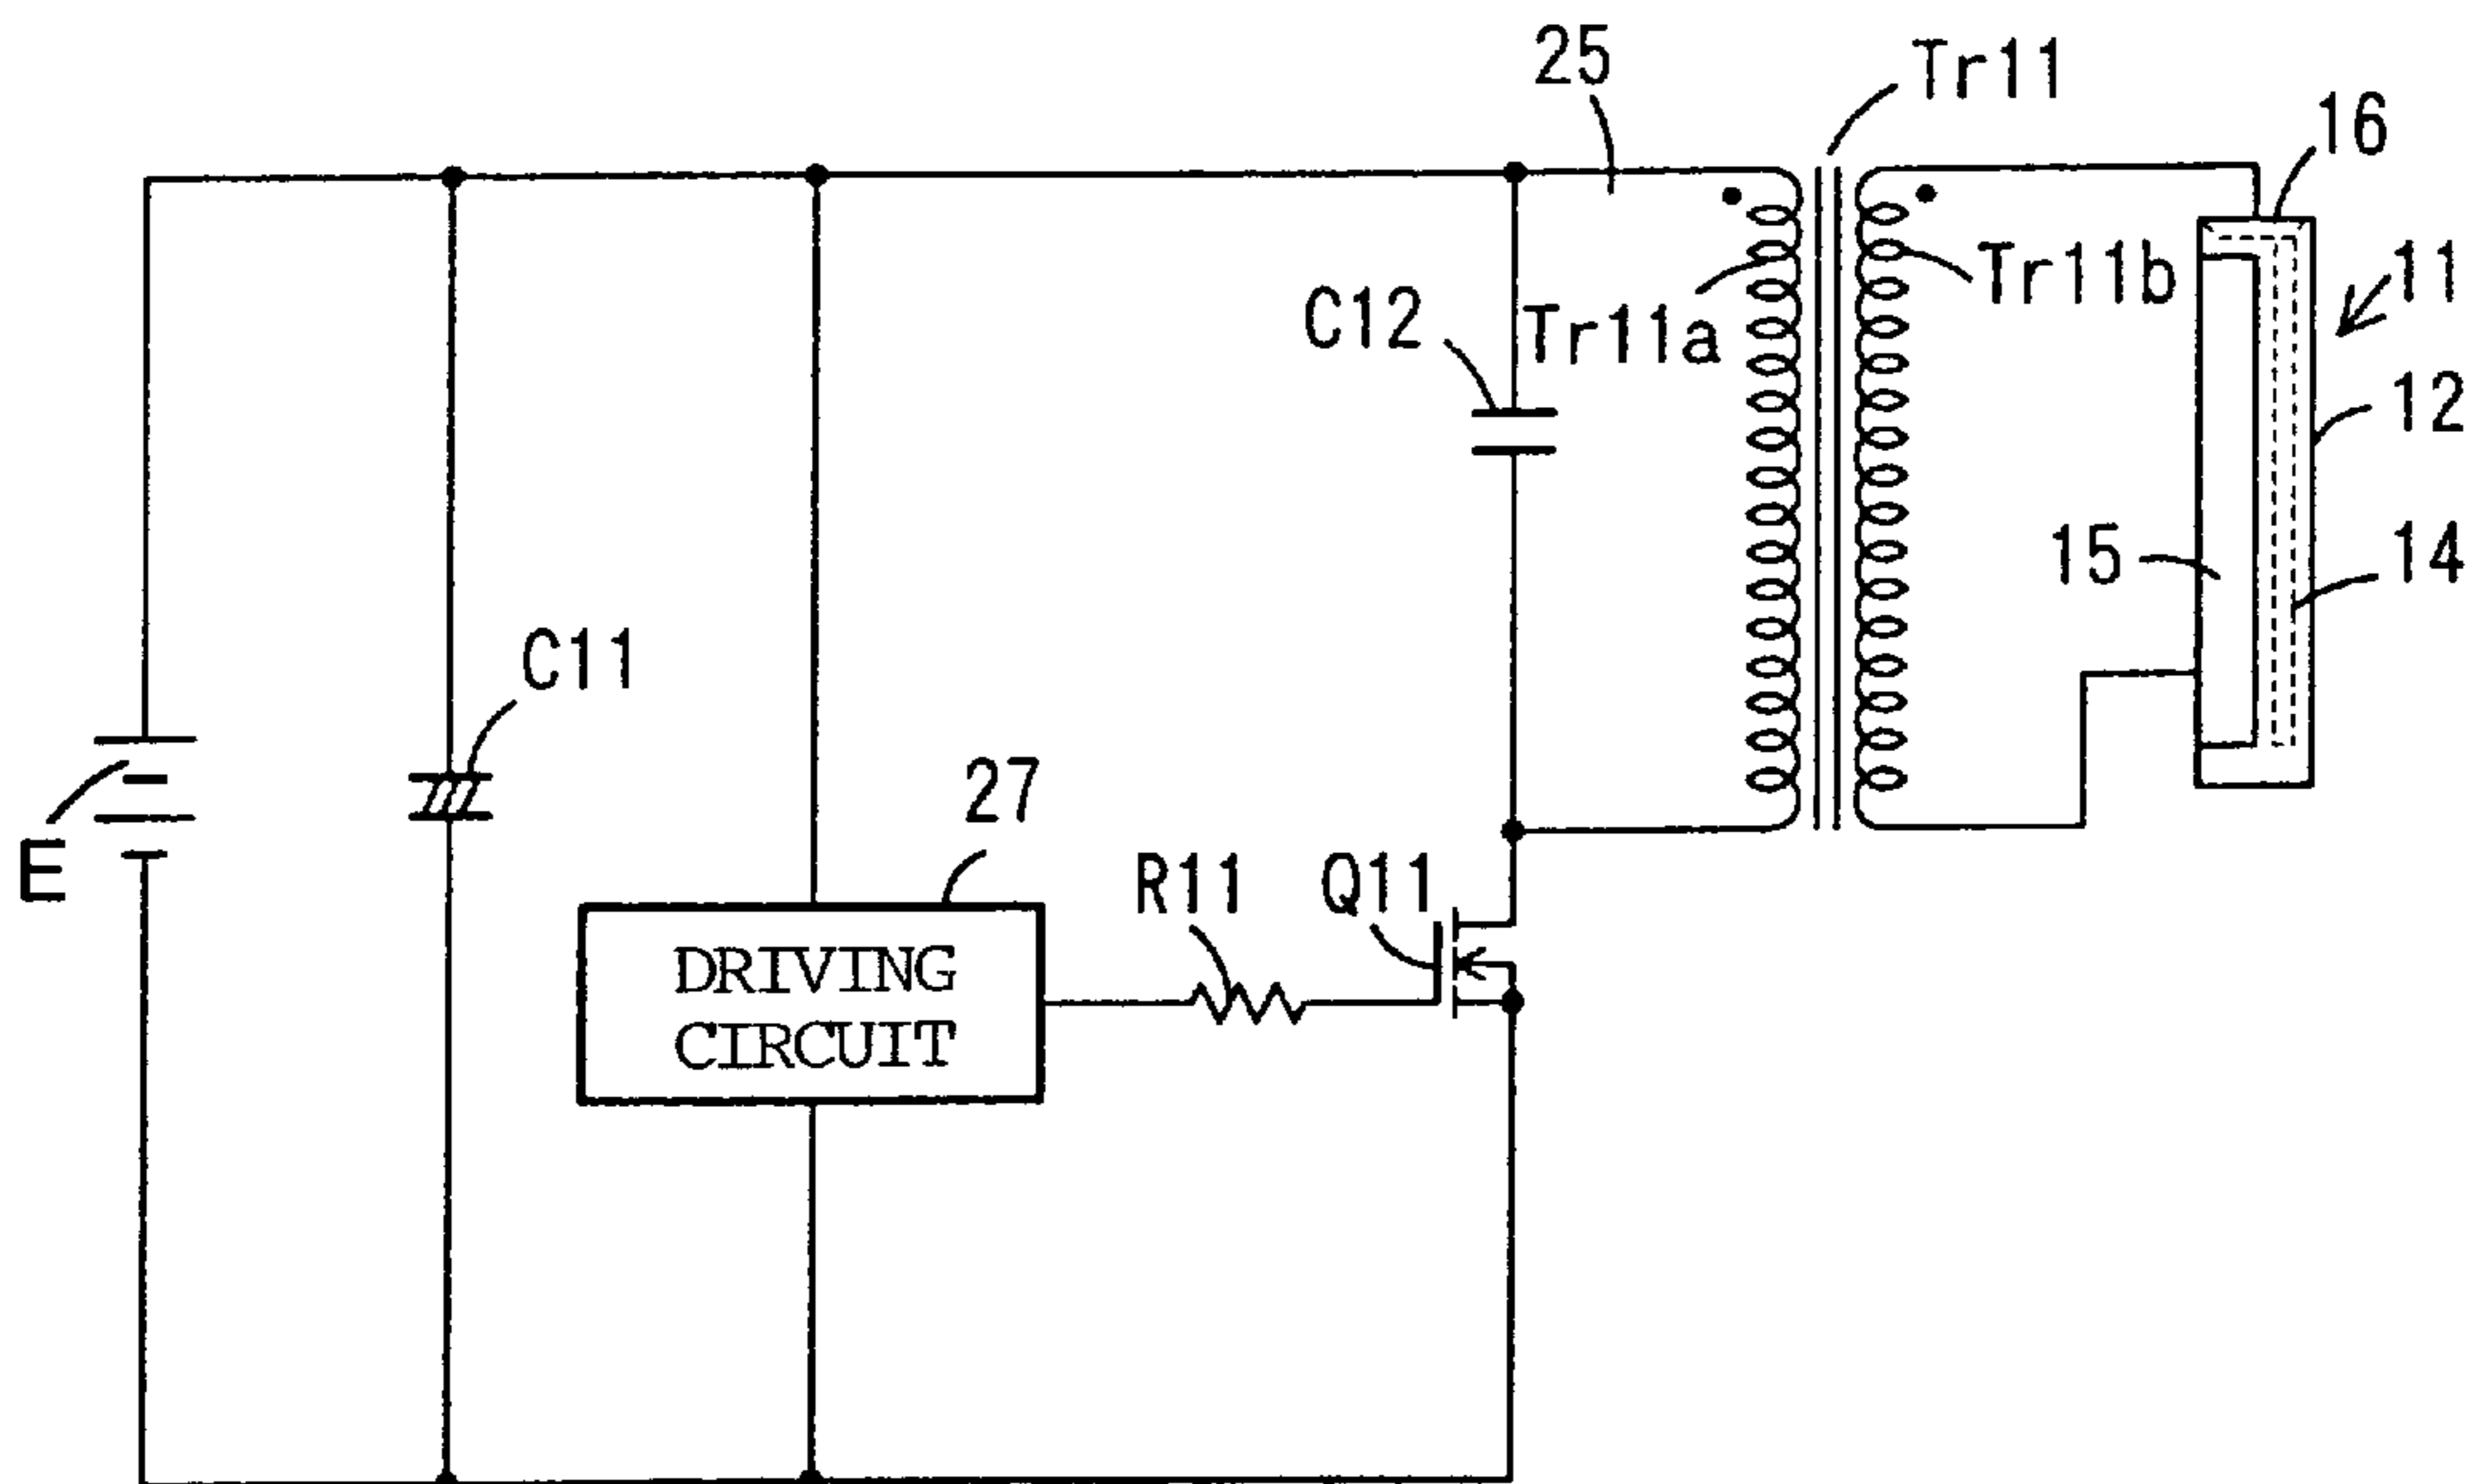 25
Tr11
16
Tr11b
11
C12
Tr11a
12
15
14
C11
27
E
R11
Q11
DRIVING
CIRCUIT